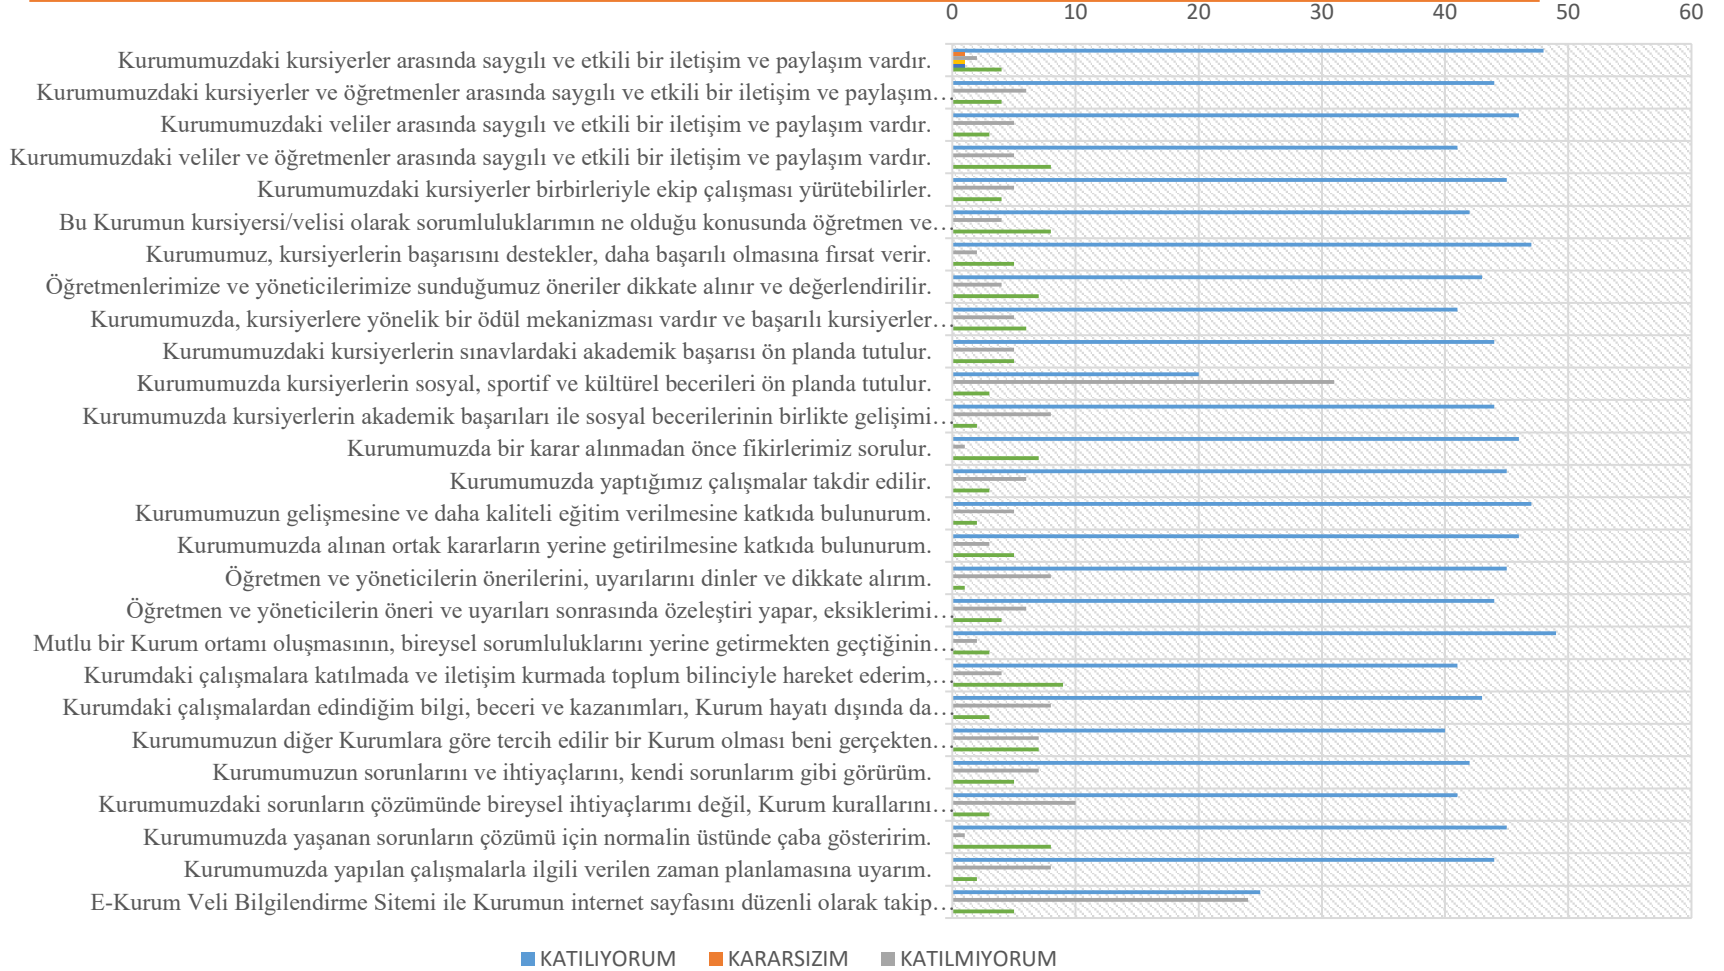 0 10 20 30 40 50 60
Kurumumuzdaki kursiyerler arasında saygılı ve etkili bir iletişim ve paylaşım vardır.
Kurumumuzdaki kursiyerler ve öğretmenler arasında saygılı ve etkili bir iletişim ve paylaşım…
Kurumumuzdaki veliler arasında saygılı ve etkili bir iletişim ve paylaşım vardır.
Kurumumuzdaki veliler ve öğretmenler arasında saygılı ve etkili bir iletişim ve paylaşım vardır.
Kurumumuzdaki kursiyerler birbirleriyle ekip çalışması yürütebilirler.
Bu Kurumun kursiyersi/velisi olarak sorumluluklarımın ne olduğu konusunda öğretmen ve…
Kurumumuz, kursiyerlerin başarısını destekler, daha başarılı olmasına fırsat verir.
Öğretmenlerimize ve yöneticilerimize sunduğumuz öneriler dikkate alınır ve değerlendirilir.
Kurumumuzda, kursiyerlere yönelik bir ödül mekanizması vardır ve başarılı kursiyerler…
Kurumumuzdaki kursiyerlerin sınavlardaki akademik başarısı ön planda tutulur.
Kurumumuzda kursiyerlerin sosyal, sportif ve kültürel becerileri ön planda tutulur.
Kurumumuzda kursiyerlerin akademik başarıları ile sosyal becerilerinin birlikte gelişimi…
Kurumumuzda bir karar alınmadan önce fikirlerimiz sorulur.
Kurumumuzda yaptığımız çalışmalar takdir edilir.
Kurumumuzun gelişmesine ve daha kaliteli eğitim verilmesine katkıda bulunurum.
Kurumumuzda alınan ortak kararların yerine getirilmesine katkıda bulunurum.
Öğretmen ve yöneticilerin önerilerini, uyarılarını dinler ve dikkate alırım.
Öğretmen ve yöneticilerin öneri ve uyarıları sonrasında özeleştiri yapar, eksiklerimi…
Mutlu bir Kurum ortamı oluşmasının, bireysel sorumluluklarını yerine getirmekten geçtiğinin…
Kurumdaki çalışmalara katılmada ve iletişim kurmada toplum bilinciyle hareket ederim,…
Kurumdaki çalışmalardan edindiğim bilgi, beceri ve kazanımları, Kurum hayatı dışında da…
Kurumumuzun diğer Kurumlara göre tercih edilir bir Kurum olması beni gerçekten…
Kurumumuzun sorunlarını ve ihtiyaçlarını, kendi sorunlarım gibi görürüm.
Kurumumuzdaki sorunların çözümünde bireysel ihtiyaçlarımı değil, Kurum kurallarını…
Kurumumuzda yaşanan sorunların çözümü için normalin üstünde çaba gösteririm.
Kurumumuzda yapılan çalışmalarla ilgili verilen zaman planlamasına uyarım.
E-Kurum Veli Bilgilendirme Sitemi ile Kurumun internet sayfasını düzenli olarak takip…
KATILIYORUM KARARSIZIM KATILMIYORUM